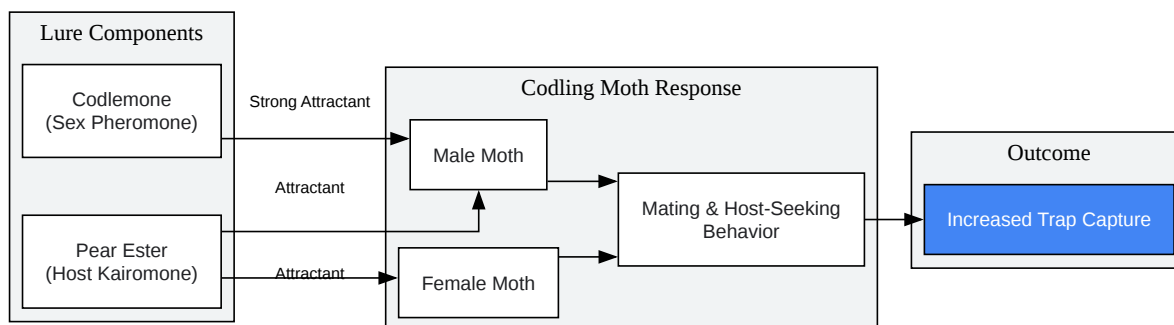 Lure Components
Codlemone
(Sex Pheromone)
Pear Ester
(Host Kairomone)
Strong Attractant
Attractant
Attractant
Codling Moth Response
Male Moth
Female Moth
Mating & Host-Seeking
Behavior
Outcome
Increased Trap Capture